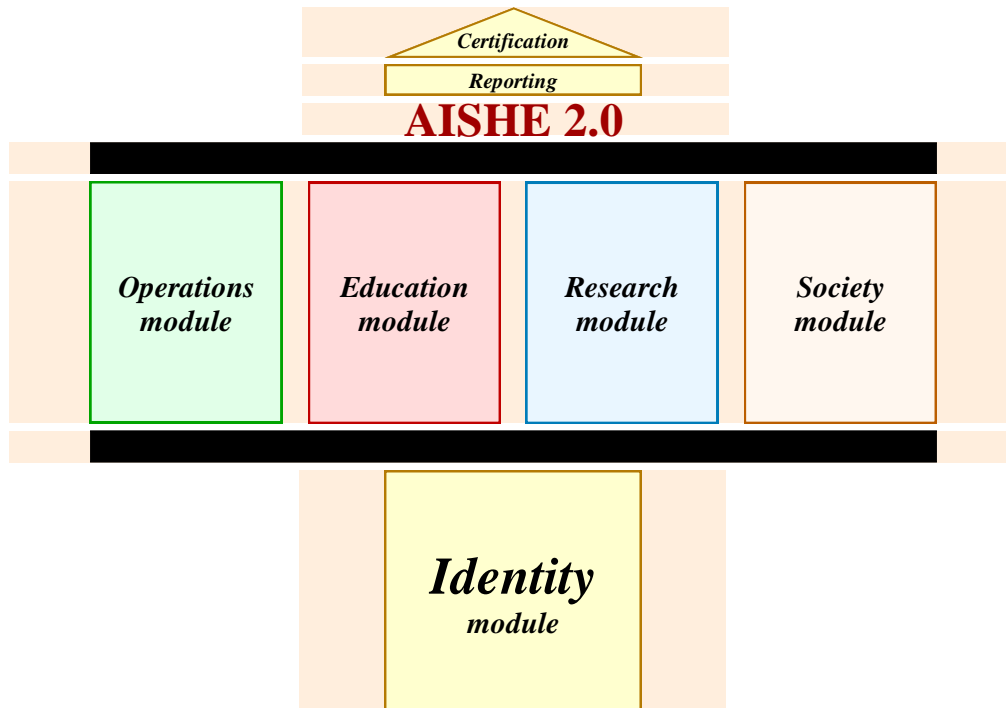 Certification
Reporting
AISHE 2.0
Operations
module
Education
module
Research
module
Society
module
Identity
module